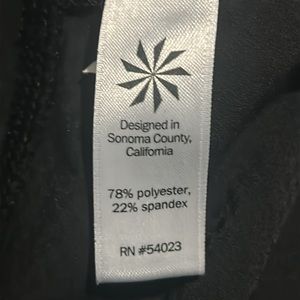 Designed in
Sonoma County,
California
78% polyester,
22% spandex
RN #54023